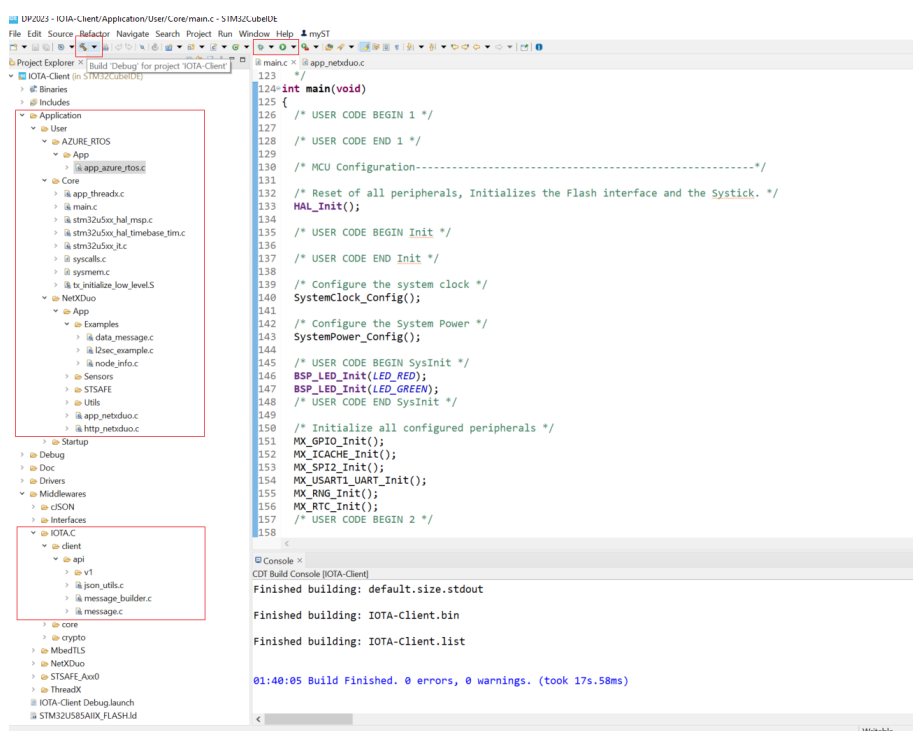 DP2023 - IOTA-Client/Application/User/Core/main.c - STM32CubeIDE
File Edit Source Refactor Navigate Search Project Run Window Help myST
Project Explorer
Build 'Debug' for project 'IOTA-Client'
IOTA-Client (in STM32CubeIDE)
Binaries
Includes
Application
User
AZURE_RTOS
App
app_azure_rtos.c
Core
app_threadx.c
main.c
stm32u5xx_hal_msp.c
stm32u5xx_hal_timebase_tim.c
stm32u5xx_it.c
syscalls.c
sysmem.c
tx_initialize_low_level.S
NetXDuo
App
Examples
data_message.c
l2sec_example.c
node_info.c
Sensors
STSAFE
Utils
app_netxduo.c
http_netxduo.c
Startup
Debug
Doc
Drivers
Middlewares
cJSON
Interfaces
IOTA.C
client
api
v1
json_utils.c
message_builder.c
message.c
core
crypto
MbedTLS
NetXDuo
STSAFE_Axx0
ThreadX
IOTA-Client Debug.launch
STM32U585AIIX_FLASH.ld
main.c app_netxduo.c
123 */
124 int main(void)
125 {
126 /* USER CODE BEGIN 1 */
127
128 /* USER CODE END 1 */
129
130 /* MCU Configuration--------------------------------------------------------*/
131
132 /* Reset of all peripherals, Initializes the Flash interface and the Systick. */
133 HAL_Init();
134
135 /* USER CODE BEGIN Init */
136
137 /* USER CODE END Init */
138
139 /* Configure the system clock */
140 SystemClock_Config();
141
142 /* Configure the System Power */
143 SystemPower_Config();
144
145 /* USER CODE BEGIN SysInit */
146 BSP_LED_Init(LED_RED);
147 BSP_LED_Init(LED_GREEN);
148 /* USER CODE END SysInit */
149
150 /* Initialize all configured peripherals */
151 MX_GPIO_Init();
152 MX_ICACHE_Init();
153 MX_SPI2_Init();
154 MX_USART1_UART_Init();
155 MX_RNG_Init();
156 MX_RTC_Init();
157 /* USER CODE BEGIN 2 */
158
Console
CDT Build Console [IOTA-Client]
Finished building: default.size.stdout
Finished building: IOTA-Client.bin
Finished building: IOTA-Client.list
01:40:05 Build Finished. 0 errors, 0 warnings. (took 17s.58ms)